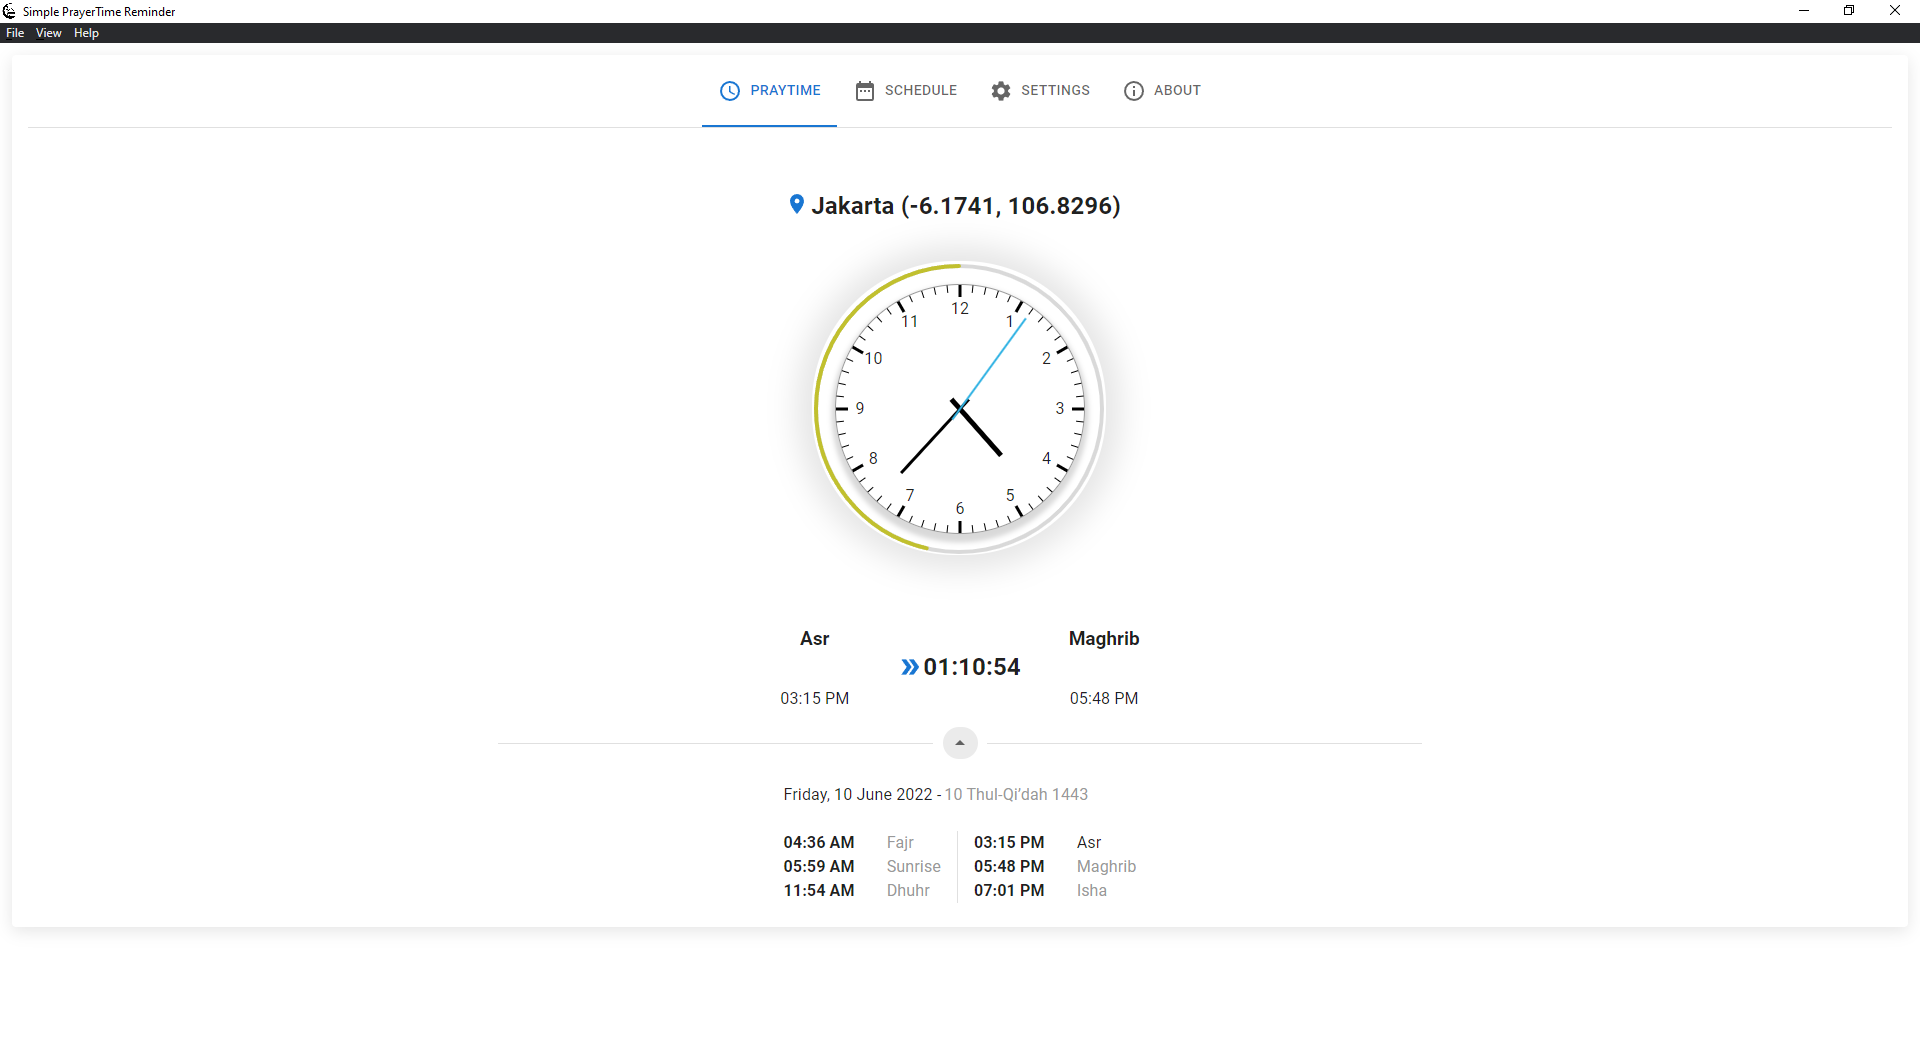 Simple PrayerTime Reminder
File View Help
PRAYTIME SCHEDULE SETTINGS ABOUT
Jakarta (-6.1741, 106.8296)
12
11 1
10 2
9 3
8 4
7 5
6
Asr Maghrib
01:10:54
03:15 PM 05:48 PM
Friday, 10 June 2022 - 10 Thul-Qi’dah 1443
04:36 AM Fajr 03:15 PM Asr
05:59 AM Sunrise 05:48 PM Maghrib
11:54 AM Dhuhr 07:01 PM Isha